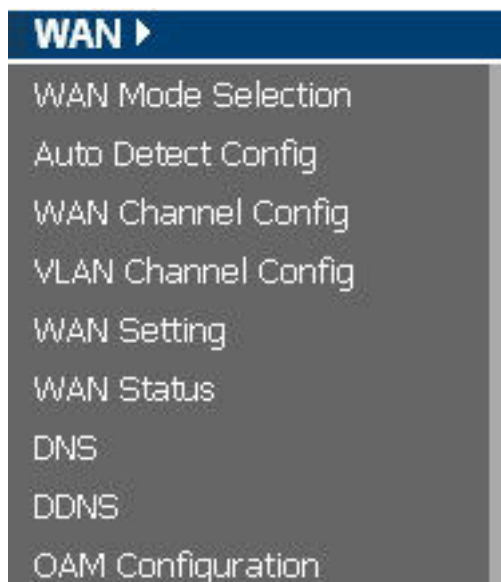 WAN
WAN Mode Selection
Auto Detect Config
WAN Channel Config
VLAN Channel Config
WAN Setting
WAN Status
DNS
DDNS
OAM Configuration